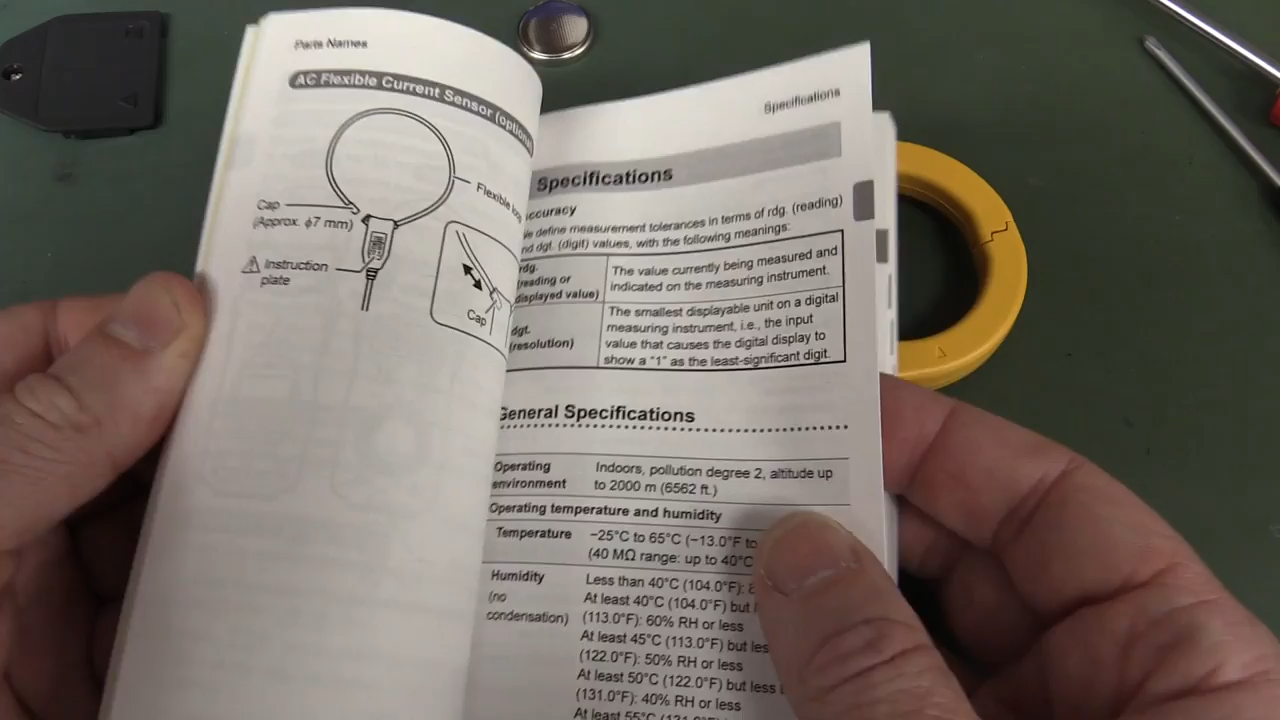 Parts Names
AC Flexible Current Sensor
Flexible
Cap
(Approx. ϕ7 mm)
Instruction
plate
Cap
Specifications
Specifications
define measurement tolerances in terms of rdg. (reading)
dgt. (digit) values, with the following meanings:
rdg.
(reading or
displayed value)
The value currently being measured and
indicated on the measuring instrument.
dgt.
(resolution)
The smallest displayable unit on a digital
measuring instrument, i.e., the input
value that causes the digital display to
show a "1" as the least-significant digit.
General Specifications
Operating
environment
Indoors, pollution degree 2, altitude up
to 2000 m (6562 ft.)
Operating temperature and humidity
Temperature
−25°C to 65°C (−13.0°F to
(40 MΩ range: up to 40°C
Humidity
(no
condensation)
Less than 40°C (104.0°F):
At least 40°C (104.0°F) but
(113.0°F): 60% RH or less
At least 45°C (113.0°F) but
(122.0°F): 50% RH or less
At least 50°C (122.0°F) but less
(131.0°F): 40% RH or less
At least 55°C